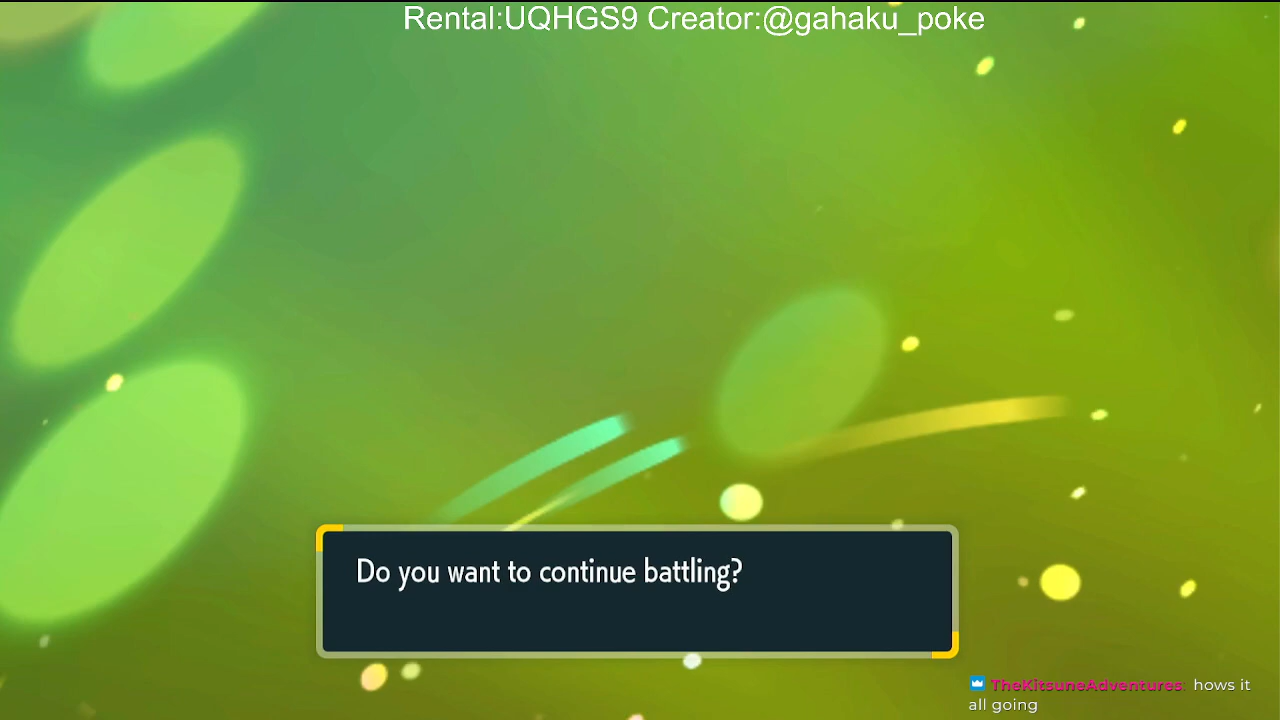 Rental:UQHGS9 Creator:@gahaku_poke
Do you want to continue battling?
TheKitsuneAdventures: hows it
all going